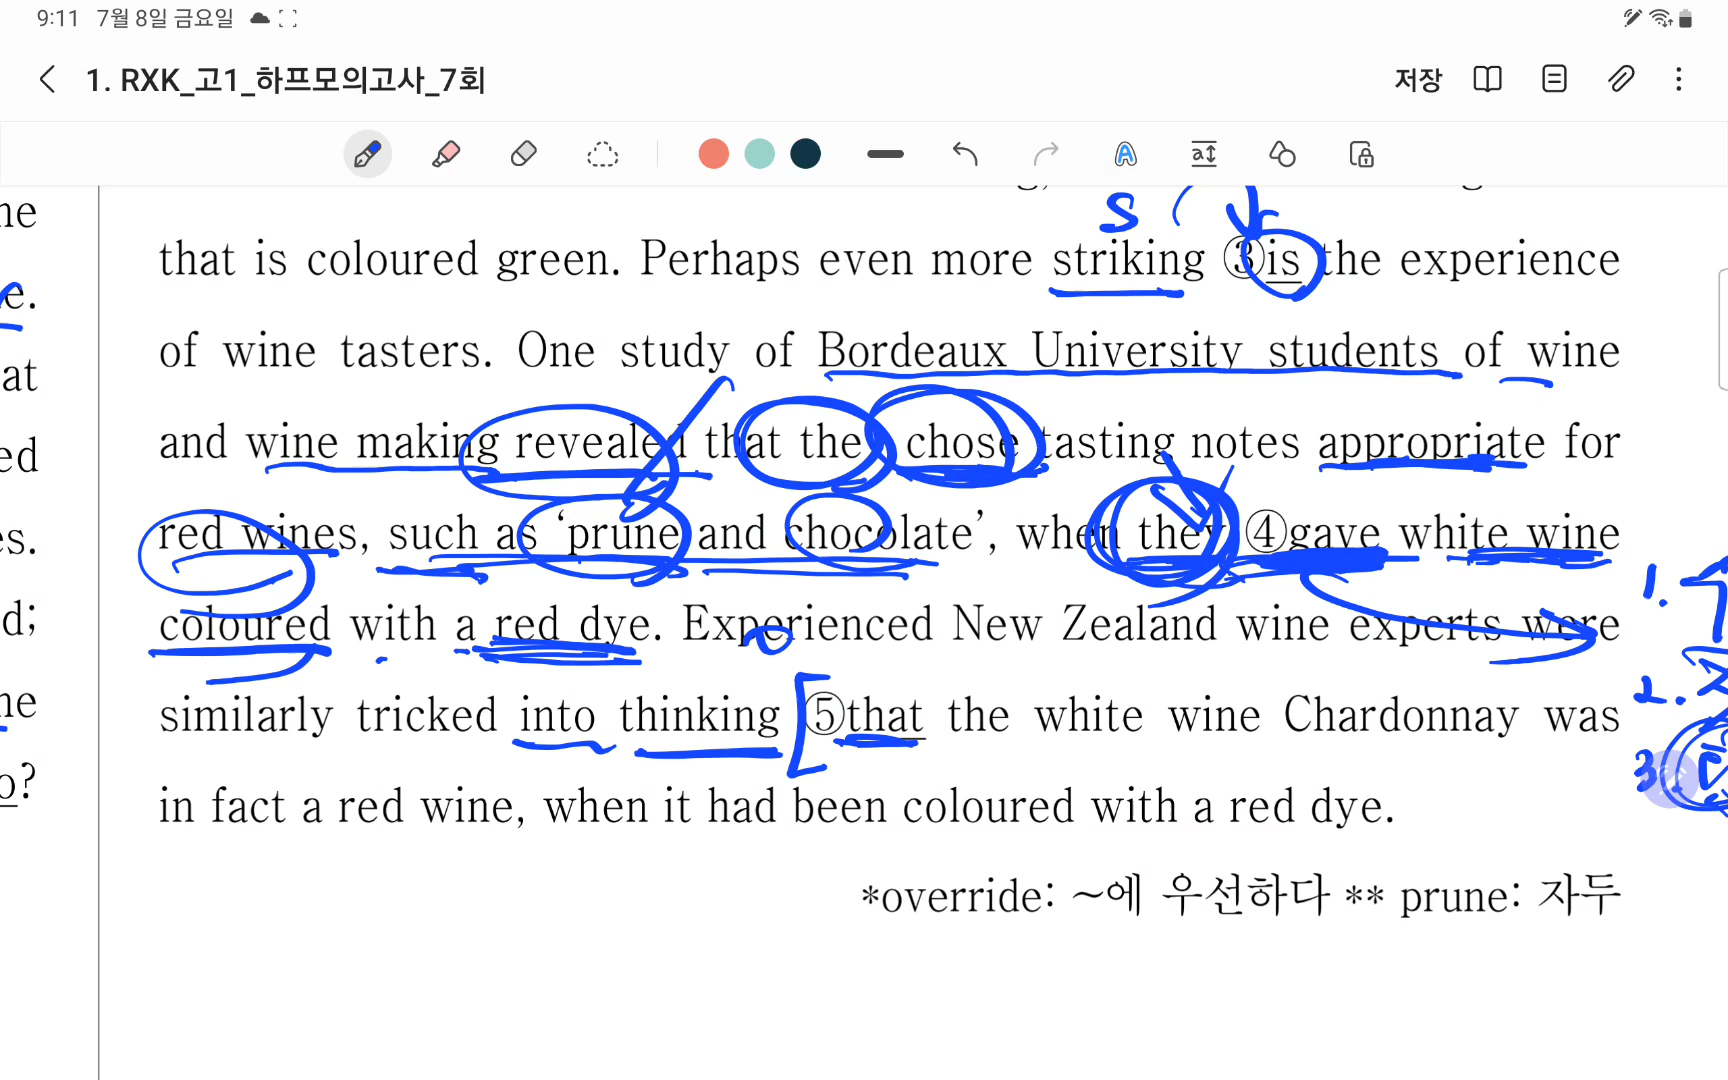 9:11 7월 8일 금요일
1. RXK_고1_하프모의고사_7회 저장
that is coloured green. Perhaps even more striking ③is the experience
of wine tasters. One study of Bordeaux University students of wine
and wine making revealed that they chose tasting notes appropriate for
red wines, such as ‘prune and chocolate’, when they ④gave white wine
coloured with a red dye. Experienced New Zealand wine experts were
similarly tricked into thinking ⑤that the white wine Chardonnay was
in fact a red wine, when it had been coloured with a red dye.
*override: ~에 우선하다 ** prune: 자두
S
1.
2.
3
e.
at
ed
es.
d;
o?